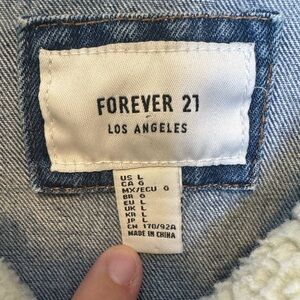 FOREVER 21
LOS ANGELES
US L
CA G
MX/ECU G
BR G
EU L
UK L
KR L
JP L
CN 170/92A
MADE IN CHINA